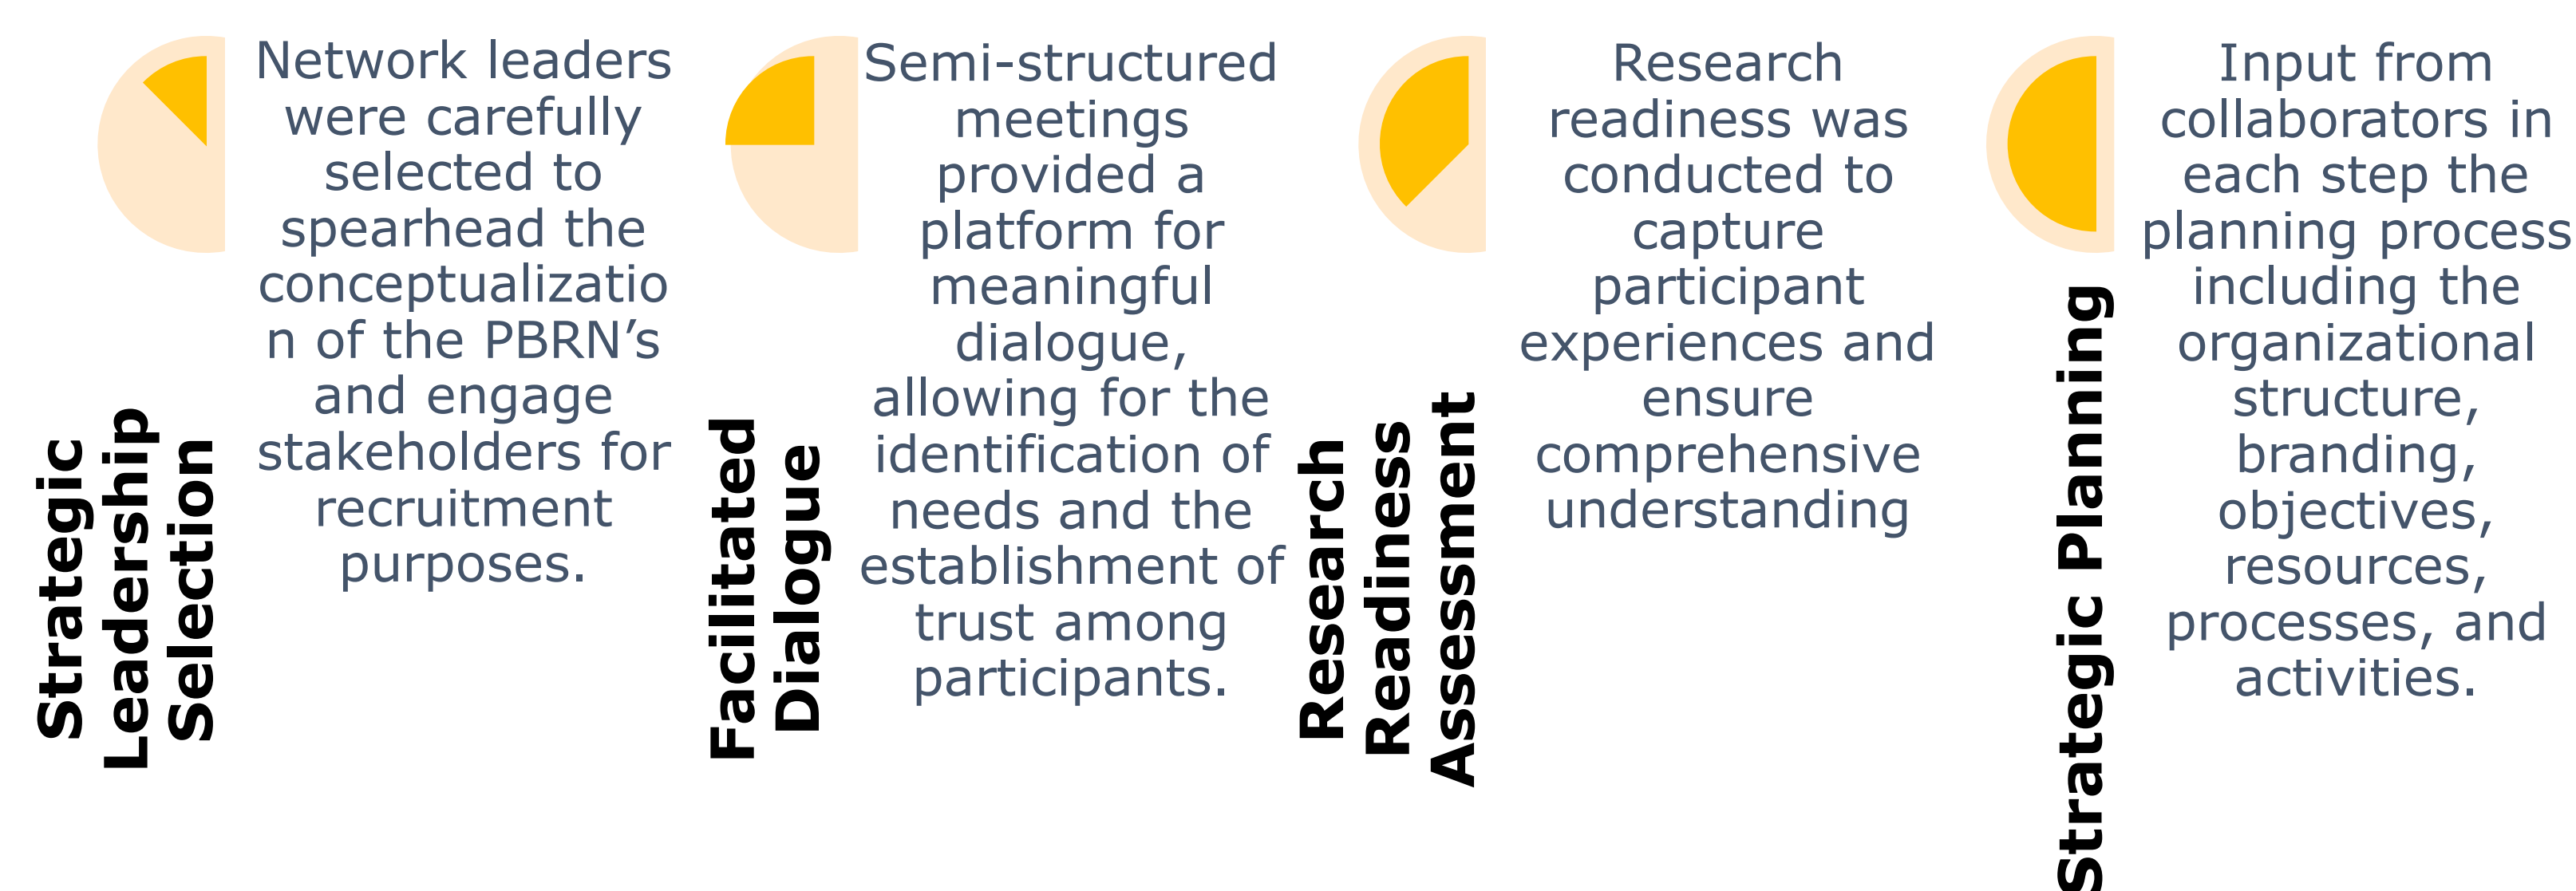 Strategic
Leadership
Selection
Network leaders
were carefully
selected to
spearhead the
conceptualizatio
n of the PBRN’s
and engage
stakeholders for
recruitment
purposes.
Facilitated
Dialogue
Semi-structured
meetings
provided a
platform for
meaningful
dialogue,
allowing for the
identification of
needs and the
establishment of
trust among
participants.
Research
Readiness
Assessment
Research
readiness was
conducted to
capture
participant
experiences and
ensure
comprehensive
understanding
Strategic Planning
Input from
collaborators in
each step the
planning process
including the
organizational
structure,
branding,
objectives,
resources,
processes, and
activities.